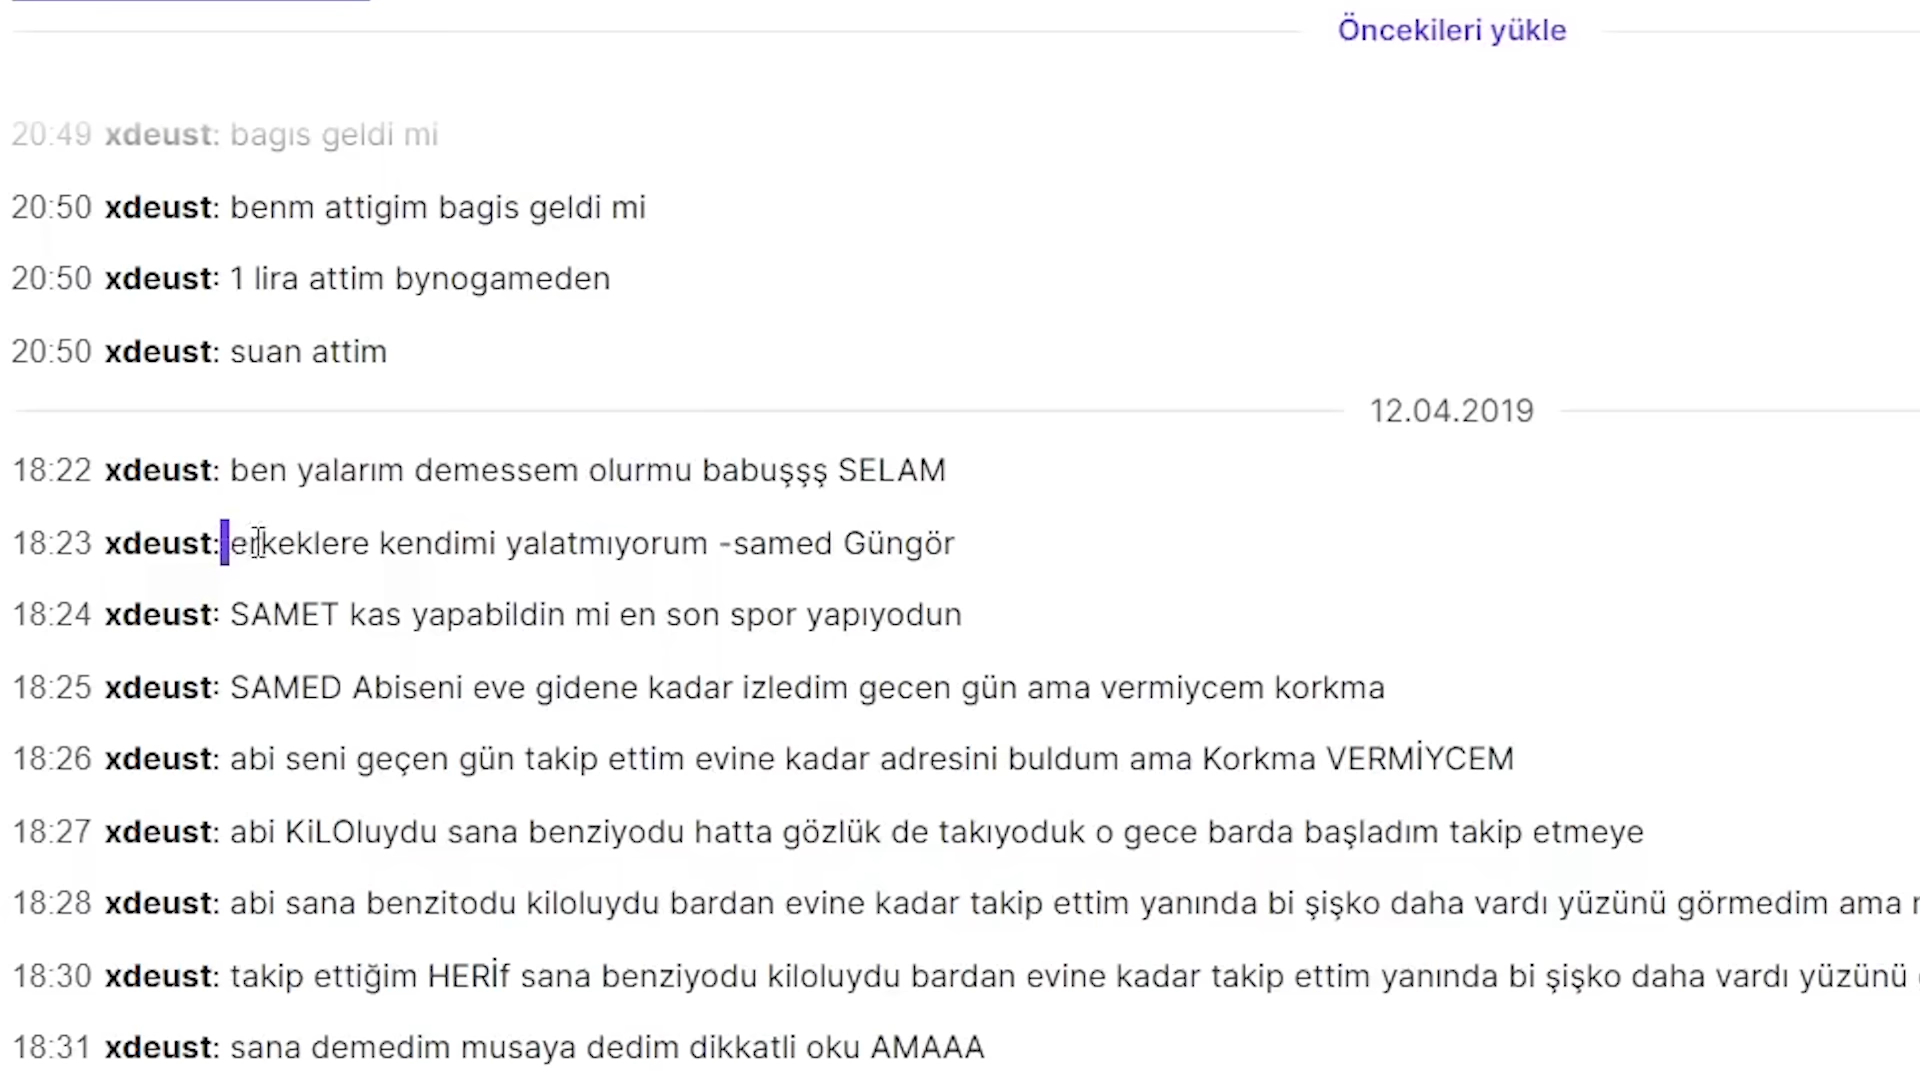 Öncekileri yükle
20:49 xdeust: bagıs geldi mi
20:50 xdeust: benm attigim bagis geldi mi
20:50 xdeust: 1 lira attim bynogameden
20:50 xdeust: suan attim
12.04.2019
18:22 xdeust: ben yalarım demessem olurmu babuşşş SELAM
18:23 xdeust: erkeklere kendimi yalatmıyorum -samed Güngör
18:24 xdeust: SAMET kas yapabildin mi en son spor yapıyodun
18:25 xdeust: SAMED Abiseni eve gidene kadar izledim gecen gün ama vermiycem korkma
18:26 xdeust: abi seni geçen gün takip ettim evine kadar adresini buldum ama Korkma VERMİYCEM
18:27 xdeust: abi KiLOluydu sana benziyodu hatta gözlük de takıyoduk o gece barda başladım takip etmeye
18:28 xdeust: abi sana benzitodu kiloluydu bardan evine kadar takip ettim yanında bi şişko daha vardı yüzünü görmedim ama
18:30 xdeust: takip ettiğim HERİf sana benziyodu kiloluydu bardan evine kadar takip ettim yanında bi şişko daha vardı yüzünü
18:31 xdeust: sana demedim musaya dedim dikkatli oku AMAAA